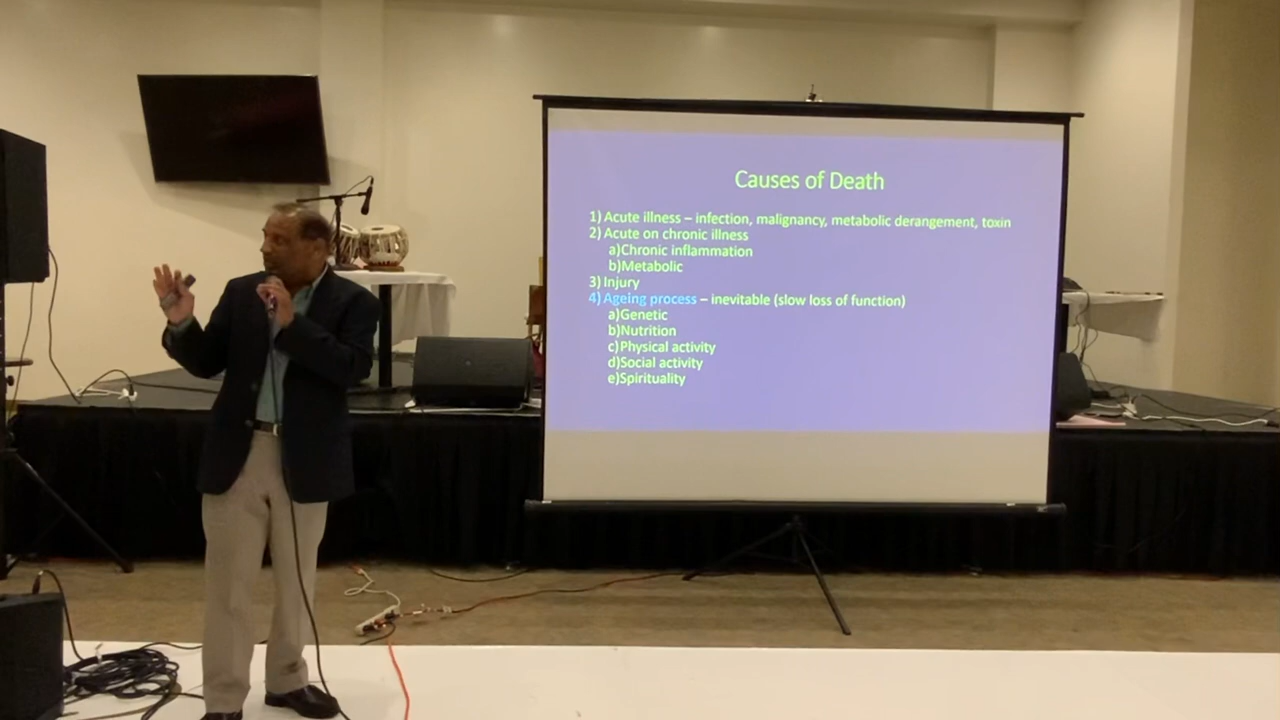 Causes of Death
1) Acute illness – infection, malignancy, metabolic derangement, toxin
2) Acute on chronic illness
a)Chronic inflammation
b)Metabolic
3) Injury
4) Ageing process – inevitable (slow loss of function)
a)Genetic
b)Nutrition
c)Physical activity
d)Social activity
e)Spirituality